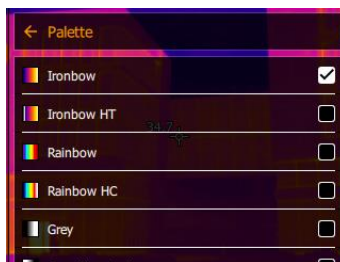 Palette
Ironbow
Ironbow HT
34.7
Rainbow
Rainbow HC
Grey